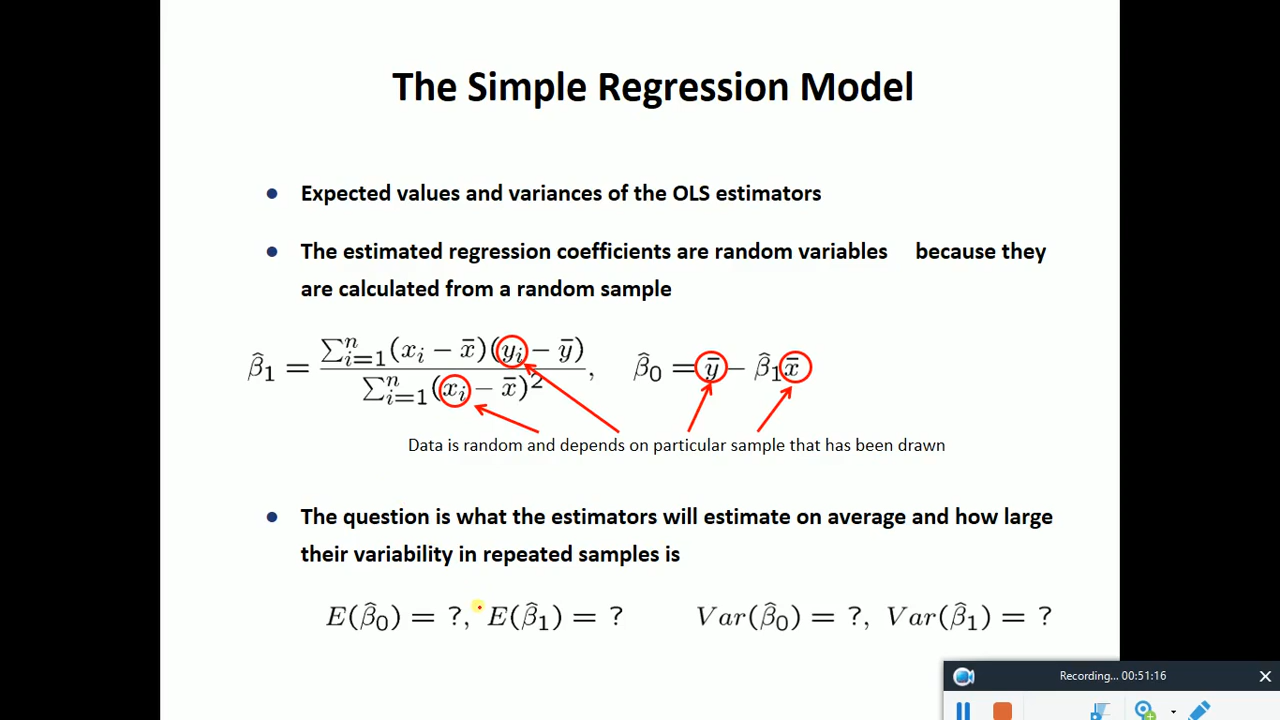 The Simple Regression Model
● Expected values and variances of the OLS estimators
● The estimated regression coefficients are random variables because they
are calculated from a random sample
β̂₁ = ∑ⁿᵢ₌₁(xᵢ − x̄)(yᵢ − ȳ) / ∑ⁿᵢ₌₁(xᵢ − x̄)², β̂₀ = ȳ − β̂₁x̄
Data is random and depends on particular sample that has been drawn
● The question is what the estimators will estimate on average and how large
their variability in repeated samples is
E(β̂₀) = ?, E(β̂₁) = ? Var(β̂₀) = ?, Var(β̂₁) = ?
Recording... 00:51:16